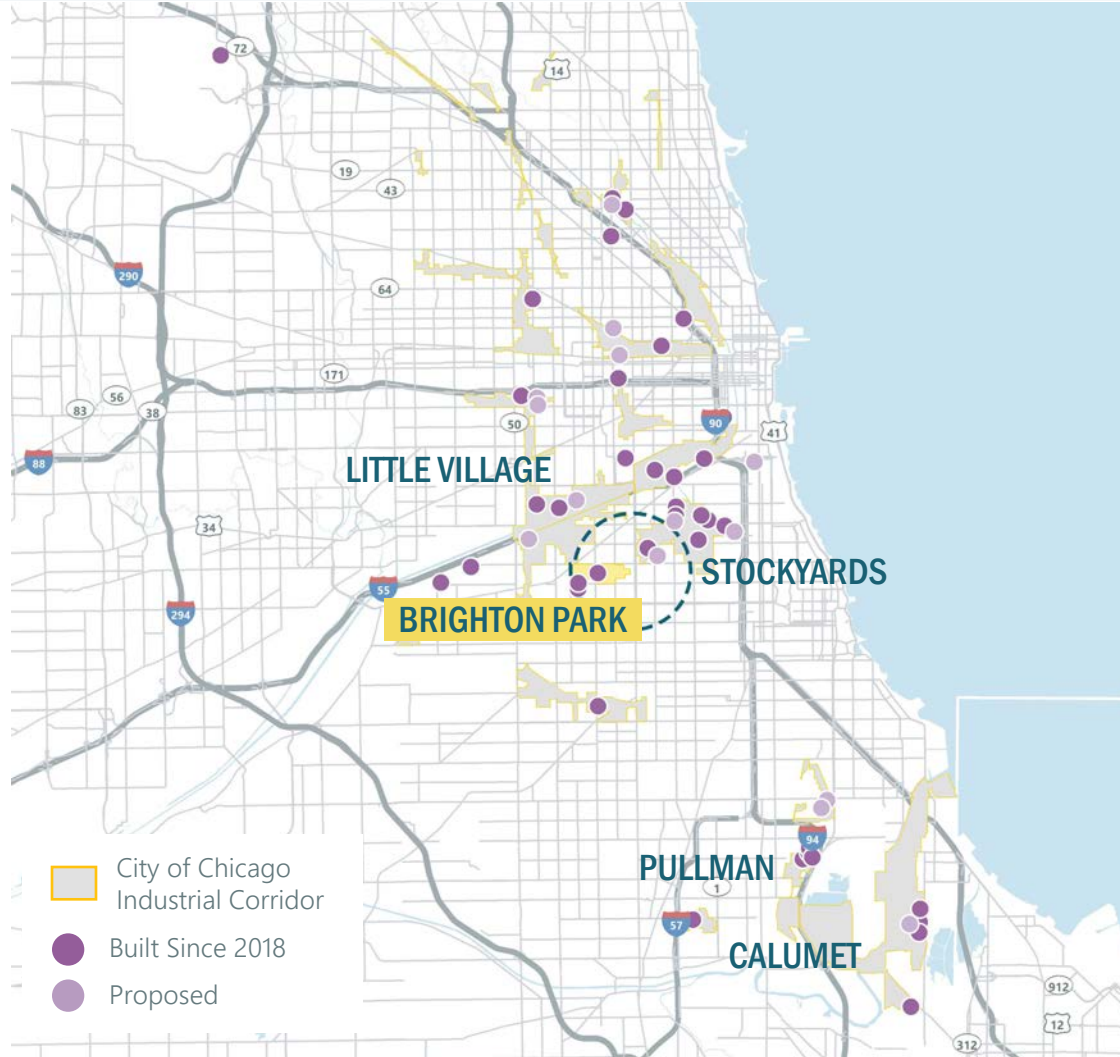 72
14
19
43
290
64
171
56
83
38
50
90
41
88
LITTLE VILLAGE
34
STOCKYARDS
55
294
BRIGHTON PARK
94
PULLMAN
1
57
CALUMET
City of Chicago
Industrial Corridor
Built Since 2018
Proposed
912
12
312